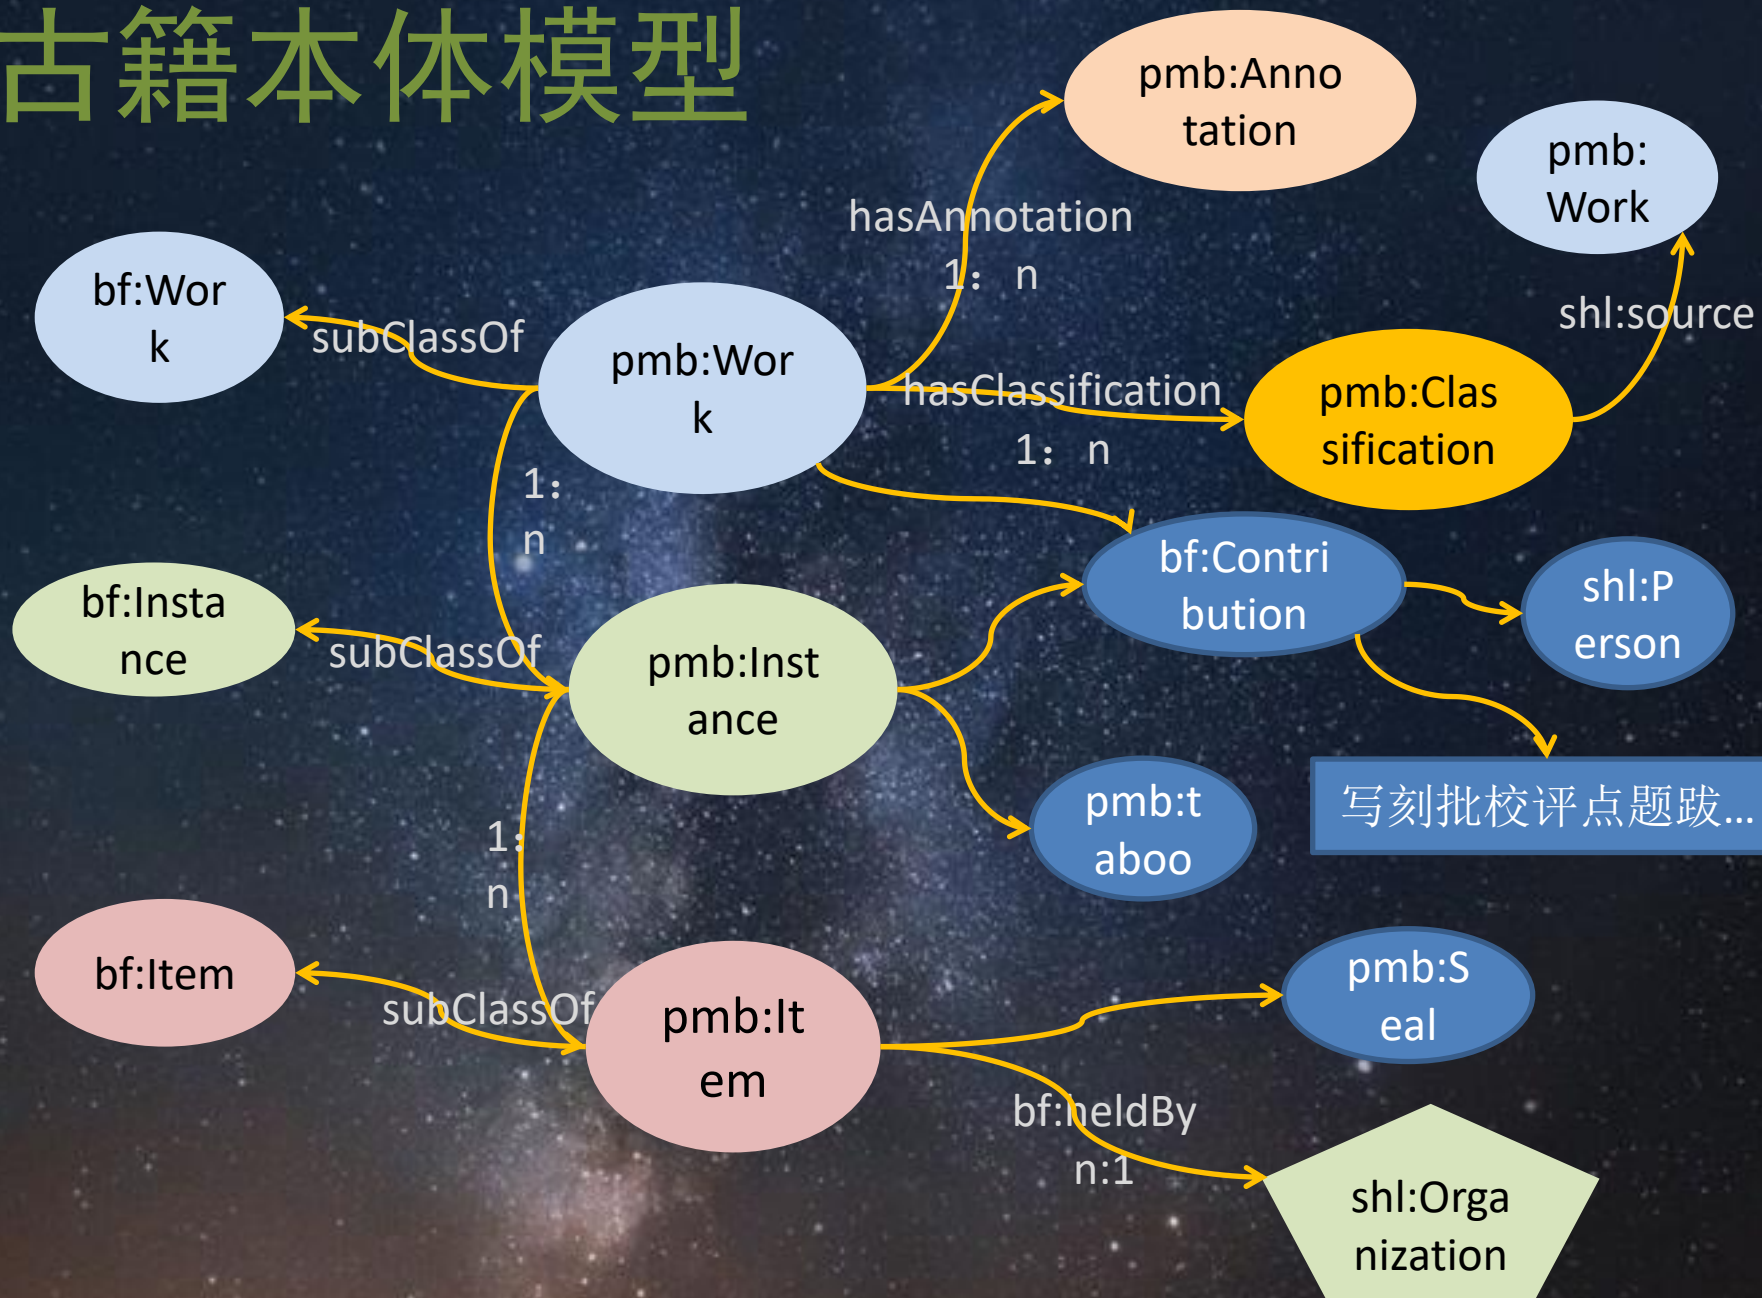 古籍本体模型
pmb:Anno
tation
pmb:
Work
hasAnnotation
1： n
bf:Wor
k
subClassOf
pmb:Wor
k
shl:source
hasClassification
1： n
pmb:Clas
sification
1：
n
bf:Contri
bution
shl:P
erson
bf:Insta
nce
subClassOf
pmb:Inst
ance
写刻批校评点题跋…
pmb:t
aboo
1：
n
bf:Item
subClassOf
pmb:It
em
pmb:S
eal
bf:heldBy
n:1
shl:Orga
nization